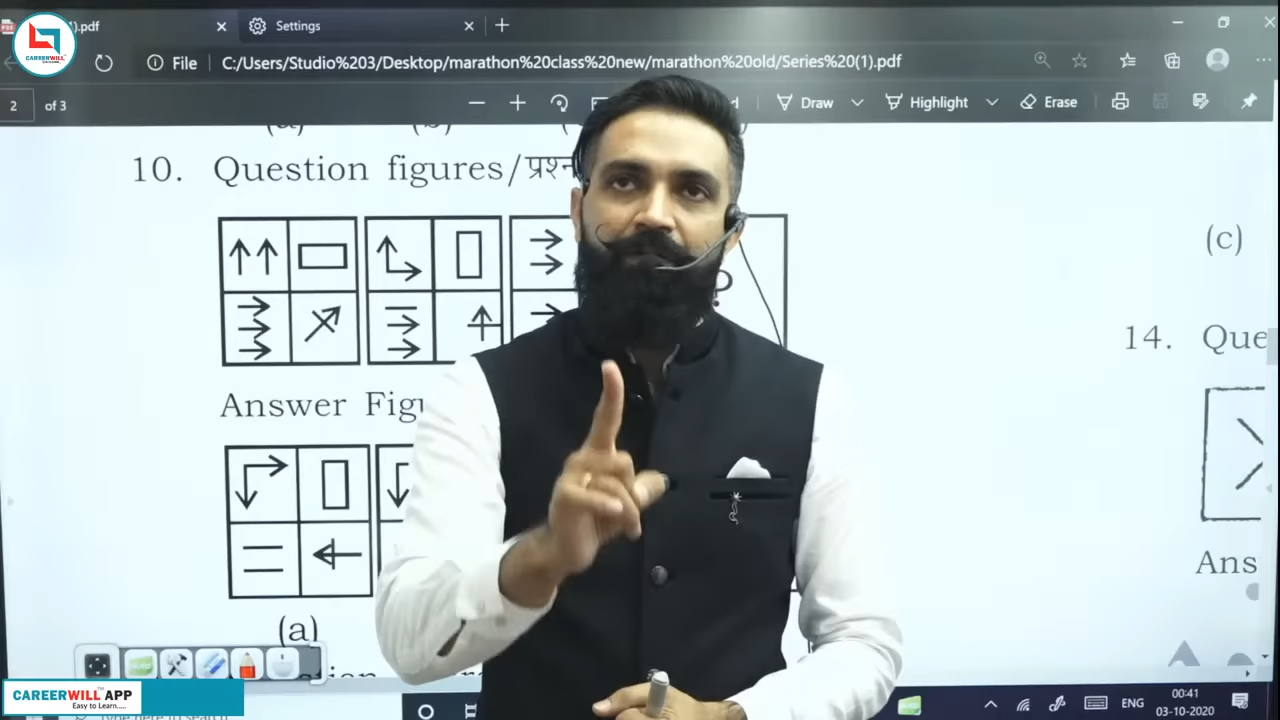 1).pdf
Settings
CAREERWILL
File
C:/Users/Studio%203/Desktop/marathon%20class%20new/marathon%20old/Series%20(1).pdf
2 of 3
Draw
Highlight
Erase
10. Question figures/प्रश्न
?
(c)
14. Que
Answer Figu
Ans
(a)
CAREERWILL APP
Easy to Learn.....
ENG
00:41
03-10-2020